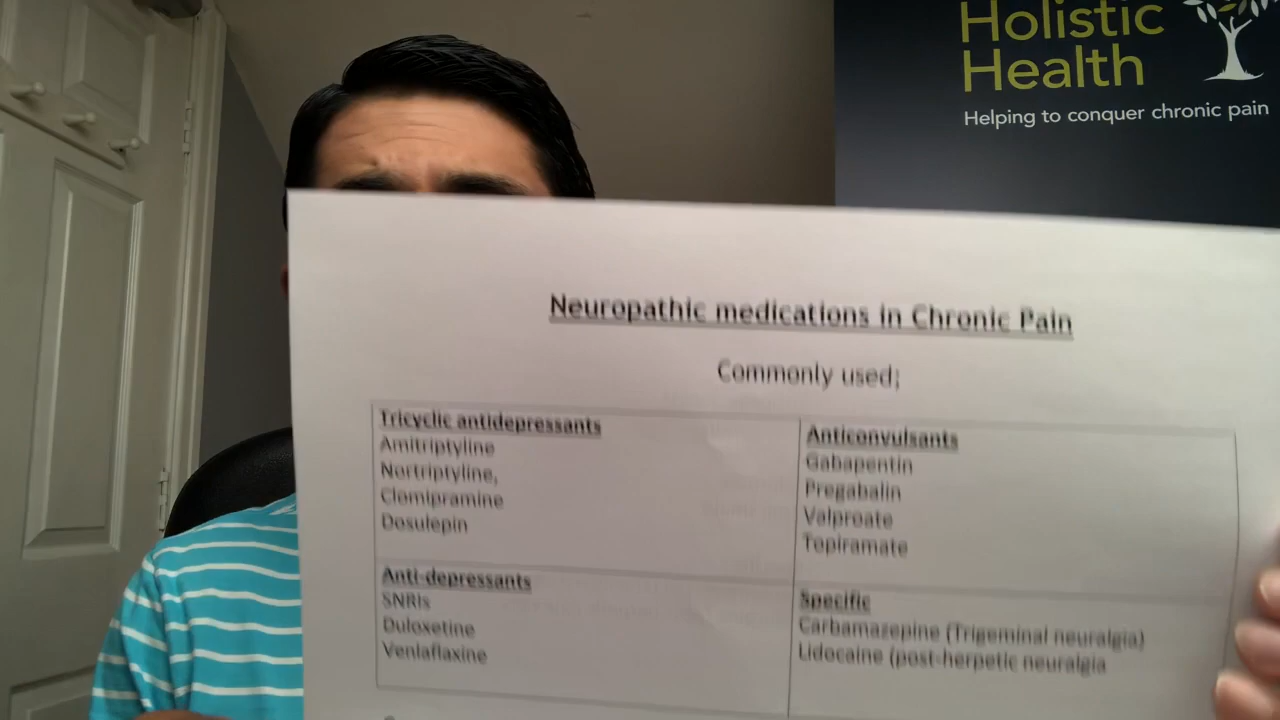 Holistic
Health
Helping to conquer chronic pain
Neuropathic medications in Chronic Pain
Commonly used;
Tricyclic antidepressants
Amitriptyline
Nortriptyline,
Clomipramine
Dosulepin
Anticonvulsants
Gabapentin
Pregabalin
Valproate
Topiramate
Anti-depressants
SNRIs
Duloxetine
Venlaflaxine
Specific
Carbamazepine (Trigeminal neuralgia)
Lidocaine (post-herpetic neuralgia